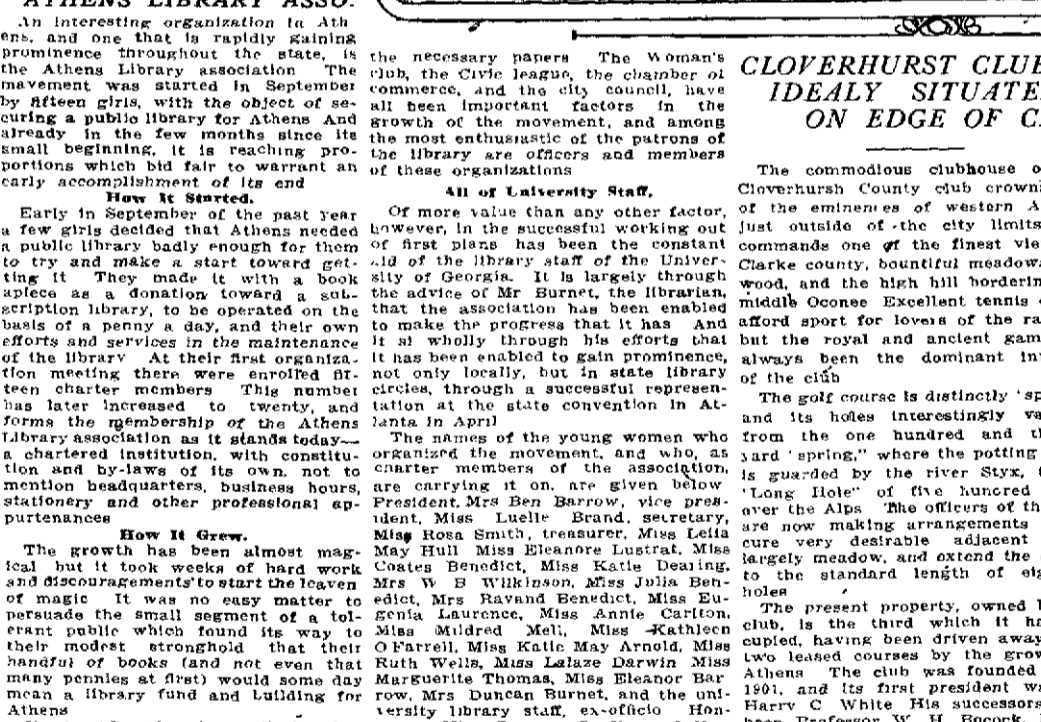 ATHENS LIBRARY ASSO.
An interesting organization in Ath
ens, and one that is rapidly gaining
prominence throughout the state, is
the Athens Library association The
mavement was started in September
by fifteen girls, with the object of se-
curing a public library for Athens And
already in the few months since its
small beginning, it is reaching pro-
portions which bid fair to warrant an
early accomplishment of its end
How It Started.
Early in September of the past year
a few girls decided that Athens needed
a public library badly enough for them
to try and make a start toward get-
ting it They made it with a book
apiece as a donation toward a sub-
scription library, to be operated on the
basis of a penny a day, and their own
efforts and services in the maintenance
of the library At their first organiza-
tion meeting there were enrolled fif-
teen charter members This number
has later increased to twenty, and
forms the membership of the Athens
Library association as it stands today—
a chartered institution, with constitu-
tion and by-laws of its own, not to
mention headquarters, business hours,
stationery and other professional ap-
purtenances
How It Grew.
The growth has been almost mag-
ical but it took weeks of hard work
and discouragements to start the leaven
of magic It was no easy matter to
persuade the small segment of a tol-
erant public which found its way to
their modest stronghold that their
handful of books (and not even that
many pennies at first) would some day
mean a library fund and building for
Athens
the necessary papers The Woman's
club, the Civic league, the chamber of
commerce, and the city council, have
all been important factors in the
growth of the movement, and among
the most enthusiastic of the patrons of
the library are officers and members
of these organizations
All of University Staff.
Of more value than any other factor,
however, in the successful working out
of first plans has been the constant
aid of the library staff of the Univer-
sity of Georgia. It is largely through
the advice of Mr Burnet, the librarian,
that the association has been enabled
to make the progress that it has And
it si wholly through his efforts that
it has been enabled to gain prominence,
not only locally, but in state library
circles, through a successful represen-
tation at the state convention in At-
lanta in April
The names of the young women who
organized the movement, and who, as
charter members of the association,
are carrying it on, are given below
President, Mrs Ben Barrow, vice pres-
ident, Miss Luelle Brand, secretary,
Miss Rosa Smith, treasurer, Miss Leila
May Hull Miss Eleanore Lustrat, Miss
Coates Benedict, Miss Katie Dearing,
Mrs W B Wilkinson, Miss Julia Ben-
edict, Mrs Ravand Benedict, Miss Eu-
genia Laurence, Miss Annie Carlton,
Miss Mildred Mell, Miss Kathleen
O Farrell, Miss Katie May Arnold, Miss
Ruth Wells, Miss Lalaze Darwin Miss
Marguerite Thomas, Miss Eleanor Bar
row, Mrs Duncan Burnet, and the uni-
versity library staff, ex-officio Hon-
CLOVERHURST CLUB
IDEALY SITUATE
ON EDGE OF C
The commodious clubhouse o
Cloverhursh County club crown
of the eminences of western A
just outside of the city limits
commands one of the finest vie
Clarke county, bountiful meadow
wood, and the high hill borderin
middle Oconee Excellent tennis
afford sport for lovers of the ra
but the royal and ancient gam
always been the dominant in
of the club
The golf course is distinctly 'sp
and its holes interestingly va
from the one hundred and t
yard 'spring," where the potting
is guarded by the river Styx,
'Long Hole" of five huncred
over the Alps The officers of th
are now making arrangements
cure very desirable adjacent
largely meadow, and extend the
to the standard length of eig
holes
The present property, owned
club, is the third which it ha
cupied, having been driven away
two leased courses by the grow
Athens The club was founded
1901, and its first president w
Harry C White His successors
been Professor W H Bocock,